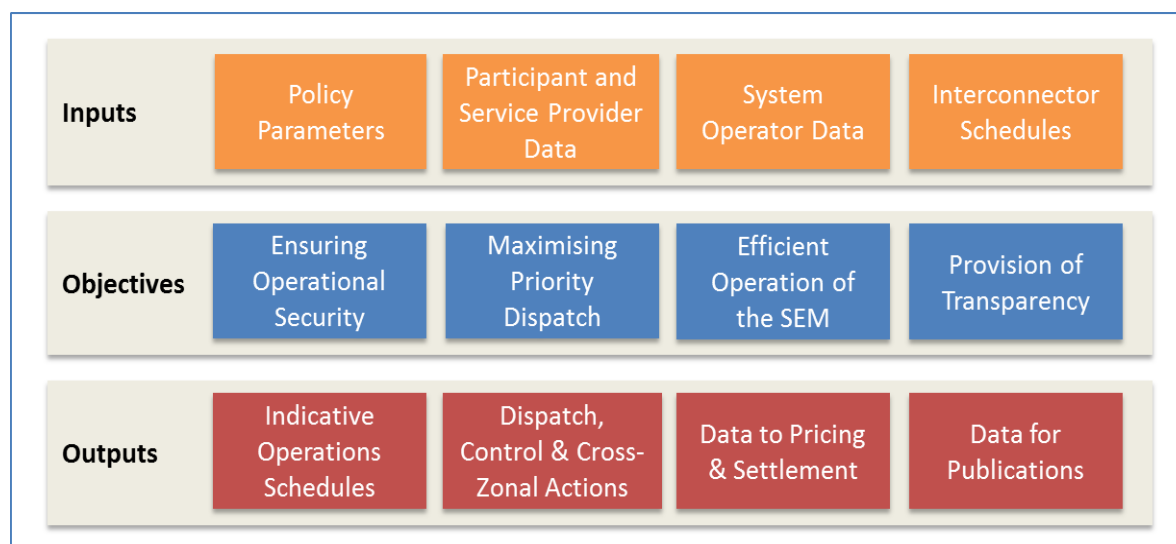 Inputs
Policy
Parameters
Participant and
Service Provider
Data
System
Operator Data
Interconnector
Schedules
Objectives
Ensuring
Operational
Security
Maximising
Priority
Dispatch
Efficient
Operation of
the SEM
Provision of
Transparency
Outputs
Indicative
Operations
Schedules
Dispatch,
Control & Cross-
Zonal Actions
Data to Pricing
& Settlement
Data for
Publications